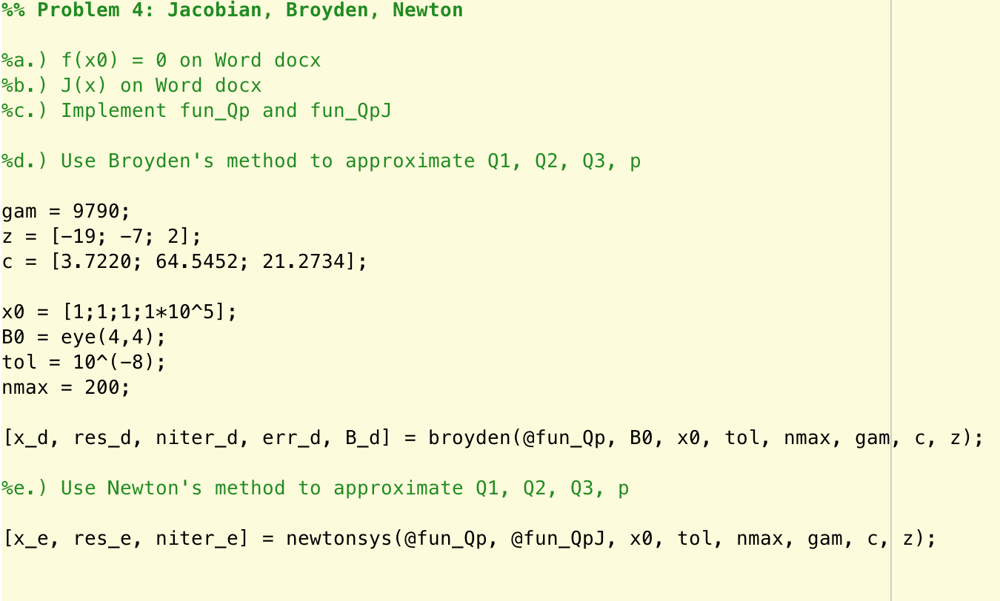 %% Problem 4: Jacobian, Broyden, Newton
%a.) f(x0) = 0 on Word docx
%b.) J(x) on Word docx
%c.) Implement fun_Qp and fun_QpJ
%d.) Use Broyden's method to approximate Q1, Q2, Q3, p
gam = 9790;
z = [-19; -7; 2];
c = [3.7220; 64.5452; 21.2734];
x0 = [1;1;1;1*10^5];
B0 = eye(4,4);
tol = 10^(-8);
nmax = 200;
[x_d, res_d, niter_d, err_d, B_d] = broyden(@fun_Qp, B0, x0, tol, nmax, gam, c, z);
%e.) Use Newton's method to approximate Q1, Q2, Q3, p
[x_e, res_e, niter_e] = newtonsys(@fun_Qp, @fun_QpJ, x0, tol, nmax, gam, c, z);